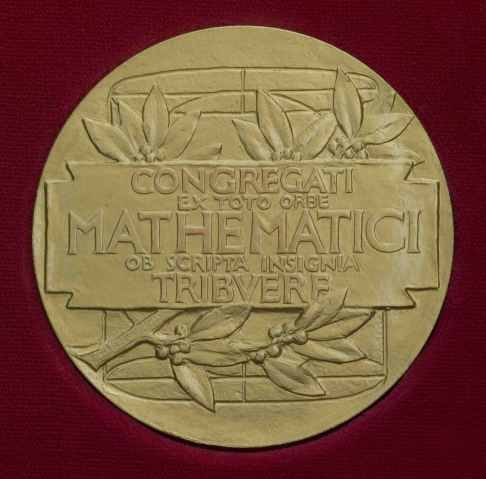 CONGREGATI
EX TOTO ORBE
MATHEMATICI
OB SCRIPTA INSIGNIA
TRIBVERE